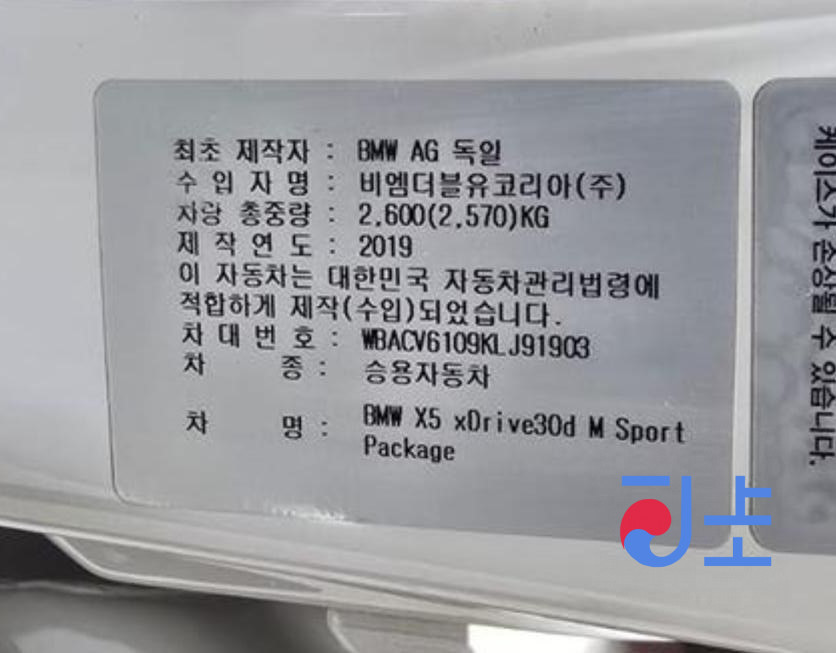 최초 제작자 : BMW AG 독일
수 입 자 명 : 비엠더블유코리아(주)
차량 총중량 : 2,600(2,570)KG
제 작 연 도 : 2019
이 자동차는 대한민국 자동차관리법령에
적합하게 제작(수입)되었습니다.
차 대 번 호 : WBACV6109KLJ91903
차 종 : 승용자동차
차 명 : BMW X5 xDrive30d M Sport
Package
케이스가 손상될 수 있습니다.